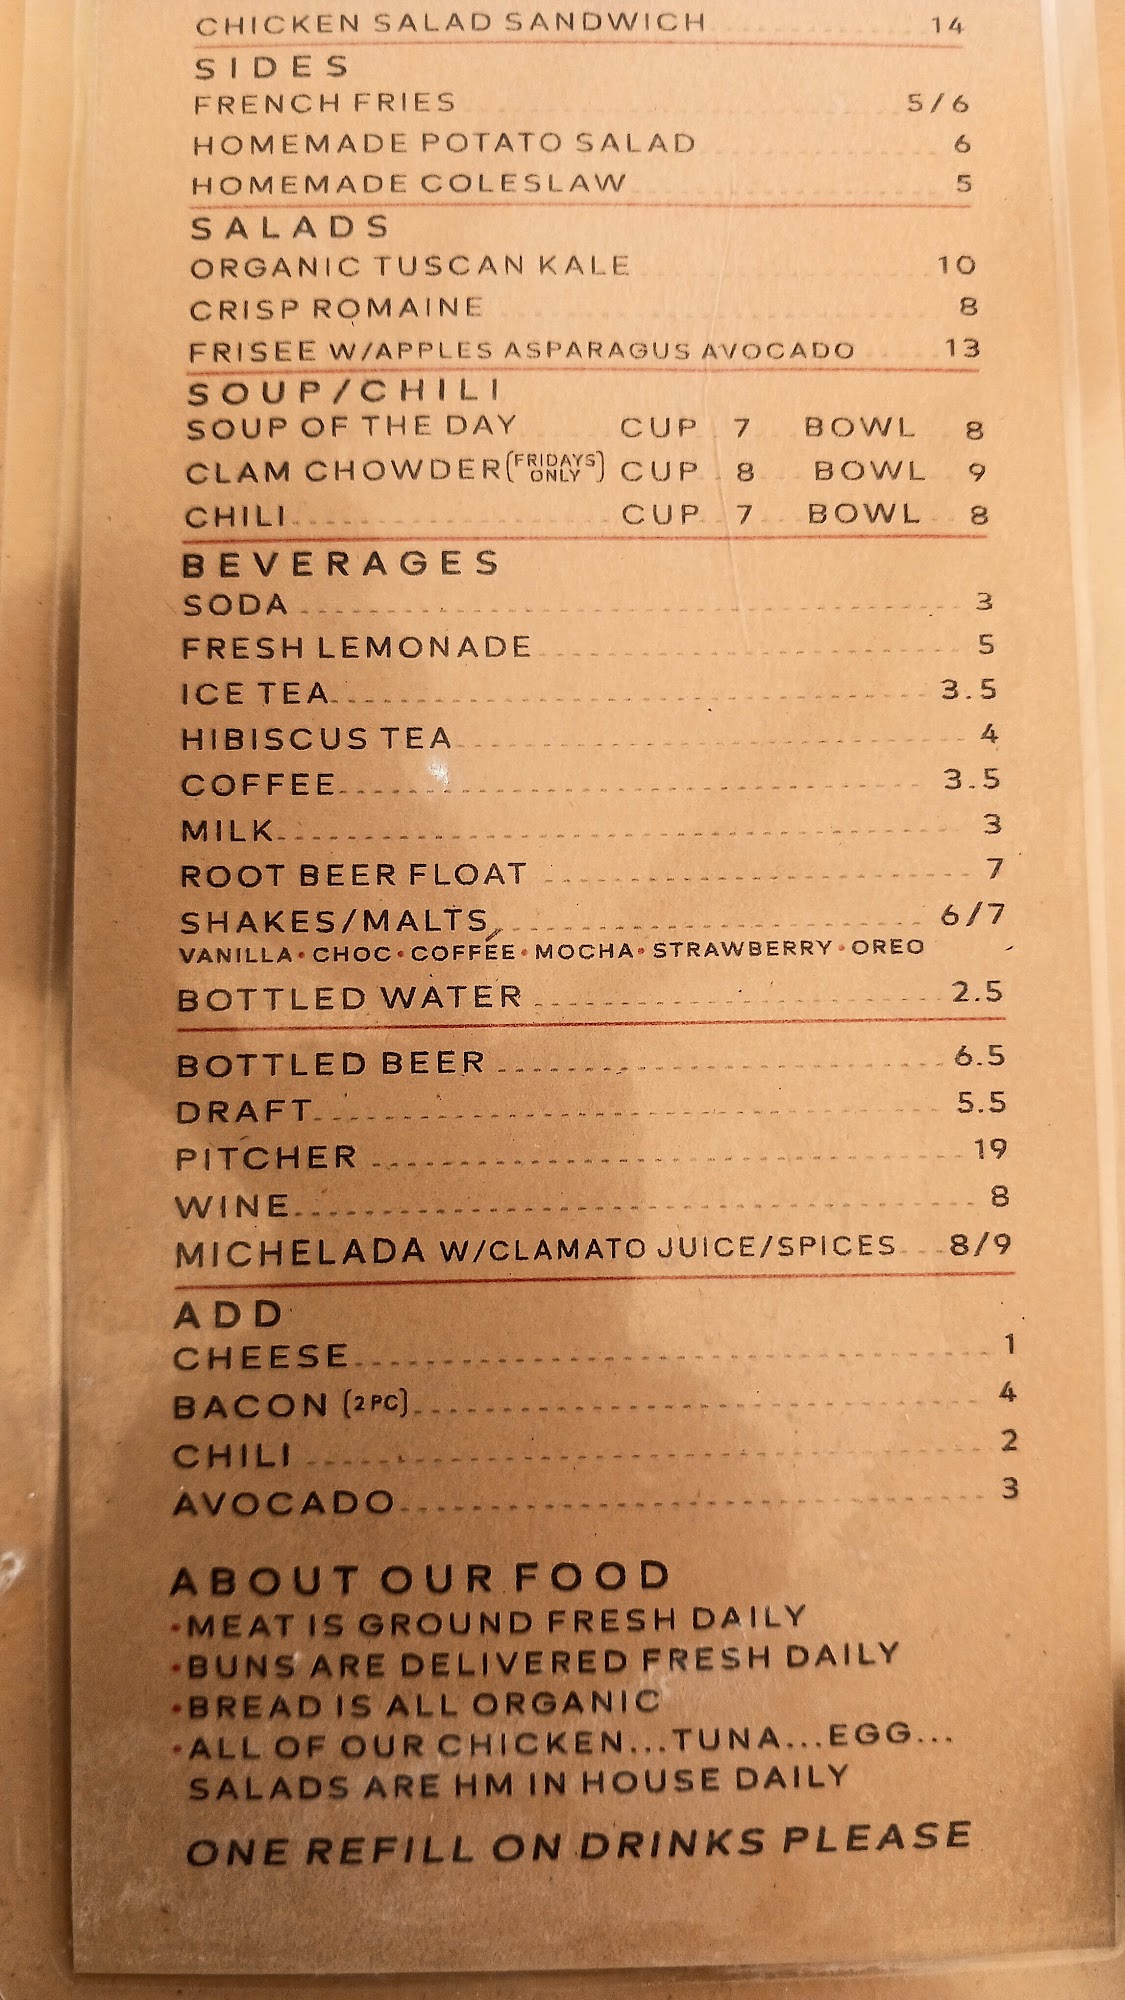 CHICKEN SALAD SANDWICH 14
SIDES
FRENCH FRIES 5/6
HOMEMADE POTATO SALAD 6
HOMEMADE COLESLAW 5
SALADS
ORGANIC TUSCAN KALE 10
CRISP ROMAINE 8
FRISEE W/APPLES ASPARAGUS AVOCADO 13
SOUP/CHILI
SOUP OF THE DAY CUP 7 BOWL 8
CLAM CHOWDER (FRIDAYS ONLY) CUP 8 BOWL 9
CHILI CUP 7 BOWL 8
BEVERAGES
SODA 3
FRESH LEMONADE 5
ICE TEA 3.5
HIBISCUS TEA 4
COFFEE 3.5
MILK 3
ROOT BEER FLOAT 7
SHAKES/MALTS 6/7
VANILLA • CHOC • COFFEE • MOCHA • STRAWBERRY • OREO
BOTTLED WATER 2.5
BOTTLED BEER 6.5
DRAFT 5.5
PITCHER 19
WINE 8
MICHELADA W/CLAMATO JUICE/SPICES 8/9
ADD
CHEESE 1
BACON (2 PC) 4
CHILI 2
AVOCADO 3
ABOUT OUR FOOD
•MEAT IS GROUND FRESH DAILY
•BUNS ARE DELIVERED FRESH DAILY
•BREAD IS ALL ORGANIC
•ALL OF OUR CHICKEN...TUNA...EGG...
SALADS ARE HM IN HOUSE DAILY
ONE REFILL ON DRINKS PLEASE